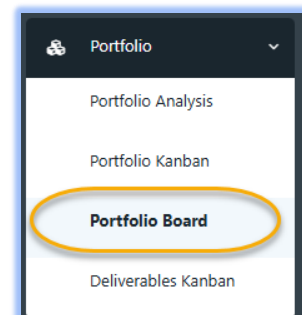 Portfolio
Portfolio Analysis
Portfolio Kanban
Portfolio Board
Deliverables Kanban